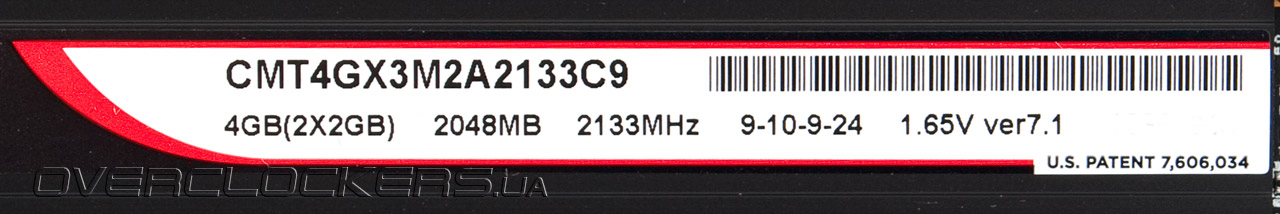 CMT4GX3M2A2133C9
4GB(2X2GB) 2048MB 2133MHz 9-10-9-24 1.65V ver7.1
U.S. PATENT 7,606,034
OVERCLOCKERS.UA